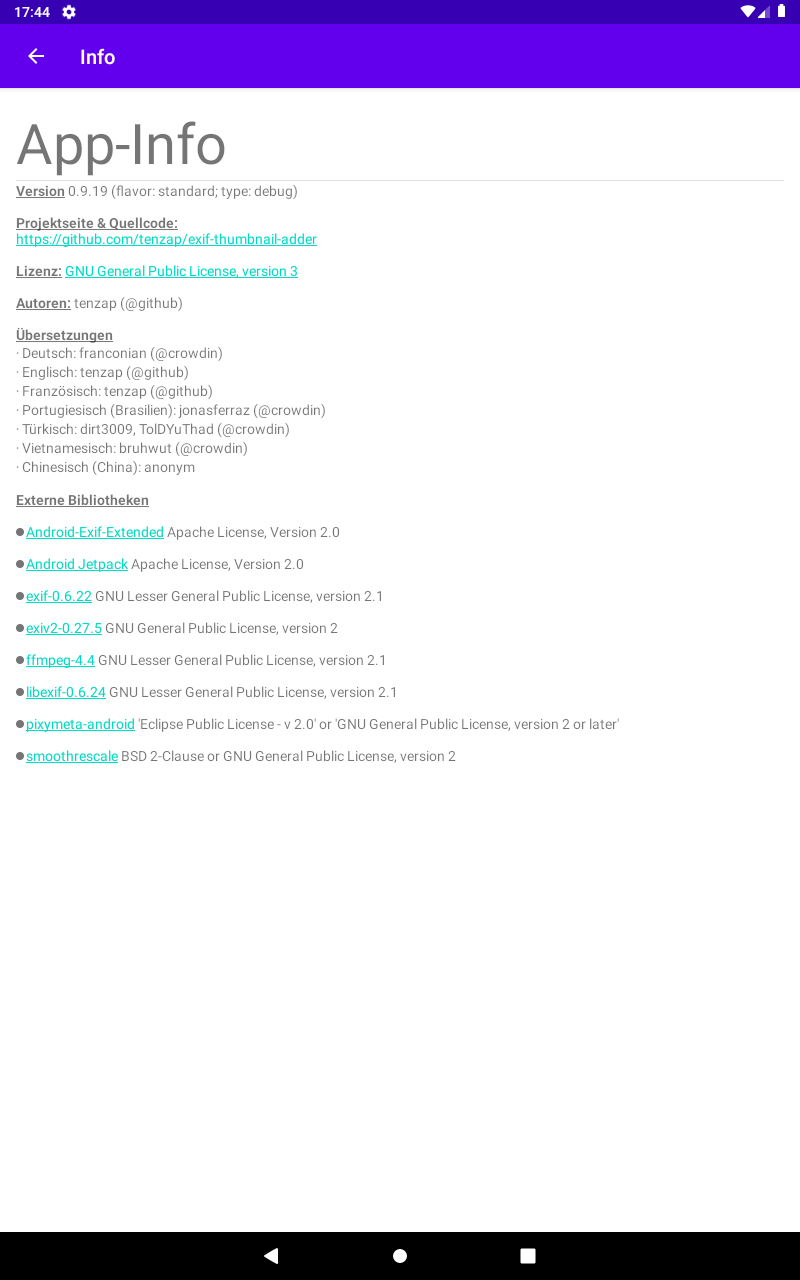 17:44
Info
App-Info
Version 0.9.19 (flavor: standard; type: debug)
Projektseite & Quellcode:
https://github.com/tenzap/exif-thumbnail-adder
Lizenz: GNU General Public License, version 3
Autoren: tenzap (@github)
Übersetzungen
· Deutsch: franconian (@crowdin)
· Englisch: tenzap (@github)
· Französisch: tenzap (@github)
· Portugiesisch (Brasilien): jonasferraz (@crowdin)
· Türkisch: dirt3009, TolDYuThad (@crowdin)
· Vietnamesisch: bruhwut (@crowdin)
· Chinesisch (China): anonym
Externe Bibliotheken
●Android-Exif-Extended Apache License, Version 2.0
●Android Jetpack Apache License, Version 2.0
●exif-0.6.22 GNU Lesser General Public License, version 2.1
●exiv2-0.27.5 GNU General Public License, version 2
●ffmpeg-4.4 GNU Lesser General Public License, version 2.1
●libexif-0.6.24 GNU Lesser General Public License, version 2.1
●pixymeta-android 'Eclipse Public License - v 2.0' or 'GNU General Public License, version 2 or later'
●smoothrescale BSD 2-Clause or GNU General Public License, version 2